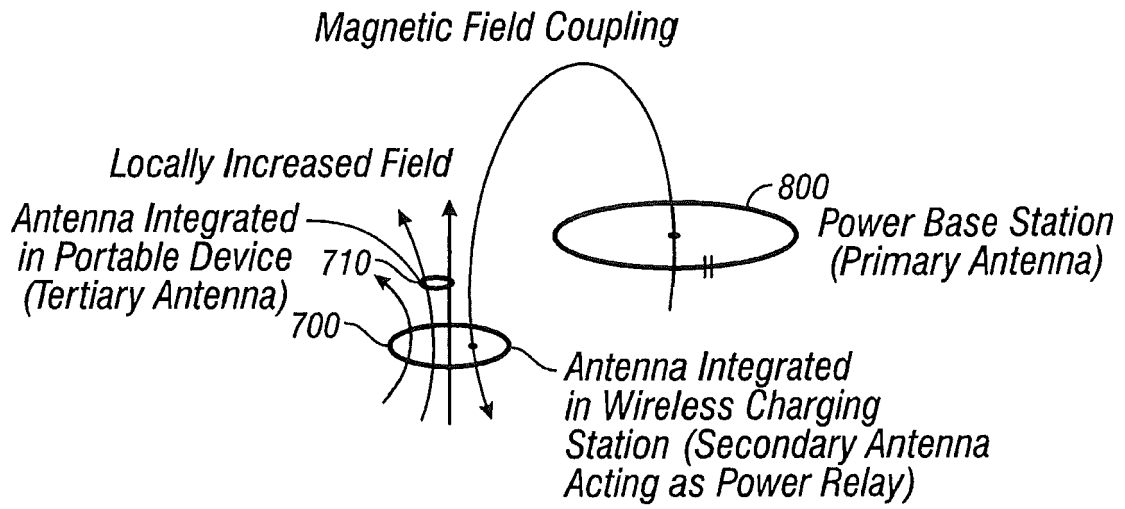 Magnetic Field Coupling
Locally Increased Field
Antenna Integrated
in Portable Device
(Tertiary Antenna)
710
700
800
Power Base Station
(Primary Antenna)
Antenna Integrated
in Wireless Charging
Station (Secondary Antenna
Acting as Power Relay)